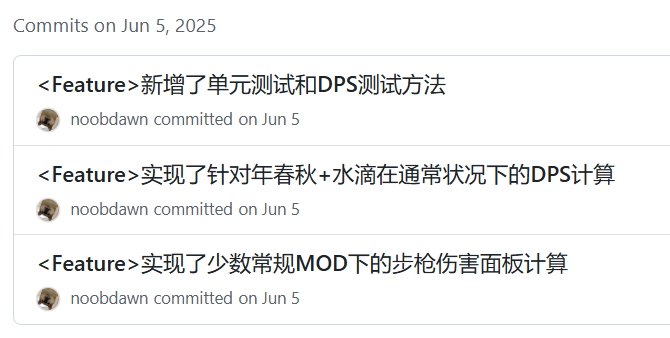 Commits on Jun 5, 2025
<Feature>新增了单元测试和DPS测试方法
noobdawn committed on Jun 5
<Feature>实现了针对年春秋+水滴在通常状况下的DPS计算
noobdawn committed on Jun 5
<Feature>实现了少数常规MOD下的步枪伤害面板计算
noobdawn committed on Jun 5